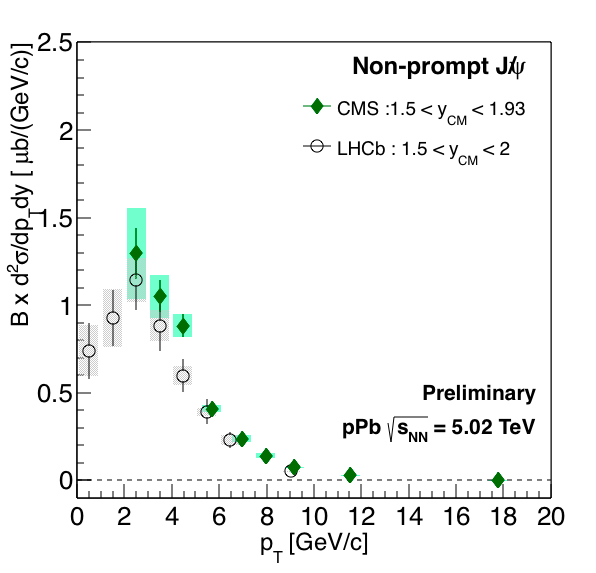 Non-prompt J/ψ
CMS :1.5 < y_CM < 1.93
LHCb : 1.5 < y_CM < 2
B x d²σ/dp_T dy [ μb/(GeV/c)]
2.5
2
1.5
1
0.5
0
Preliminary
pPb √s_NN = 5.02 TeV
0 2 4 6 8 10 12 14 16 18 20
p_T [GeV/c]